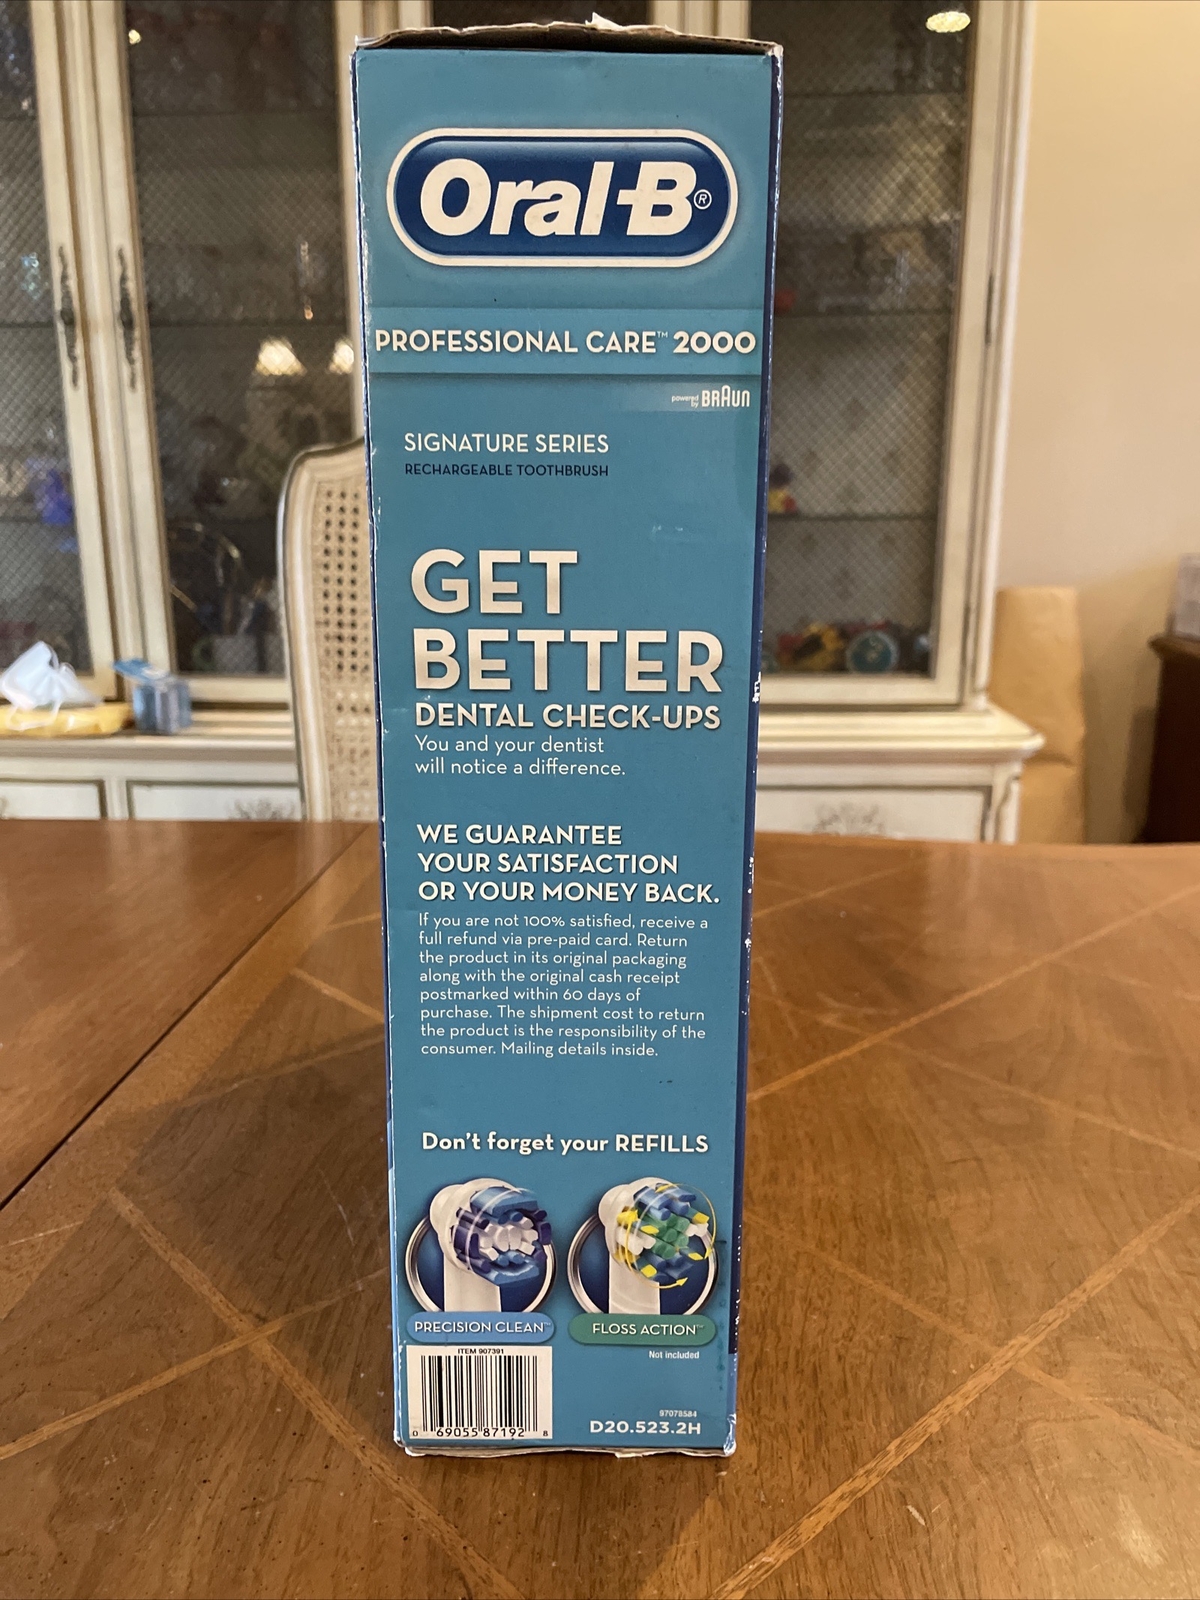 Oral-B®
PROFESSIONAL CARE™ 2000
powered by BRAUN
SIGNATURE SERIES
RECHARGEABLE TOOTHBRUSH
GET
BETTER
DENTAL CHECK-UPS
You and your dentist
will notice a difference.
WE GUARANTEE
YOUR SATISFACTION
OR YOUR MONEY BACK.
If you are not 100% satisfied, receive a
full refund via pre-paid card. Return
the product in its original packaging
along with the original cash receipt
postmarked within 60 days of
purchase. The shipment cost to return
the product is the responsibility of the
consumer. Mailing details inside.
Don't forget your REFILLS
PRECISION CLEAN™
FLOSS ACTION™
Not included
ITEM 907391
0 69055 87192 8
97078584
D20.523.2H